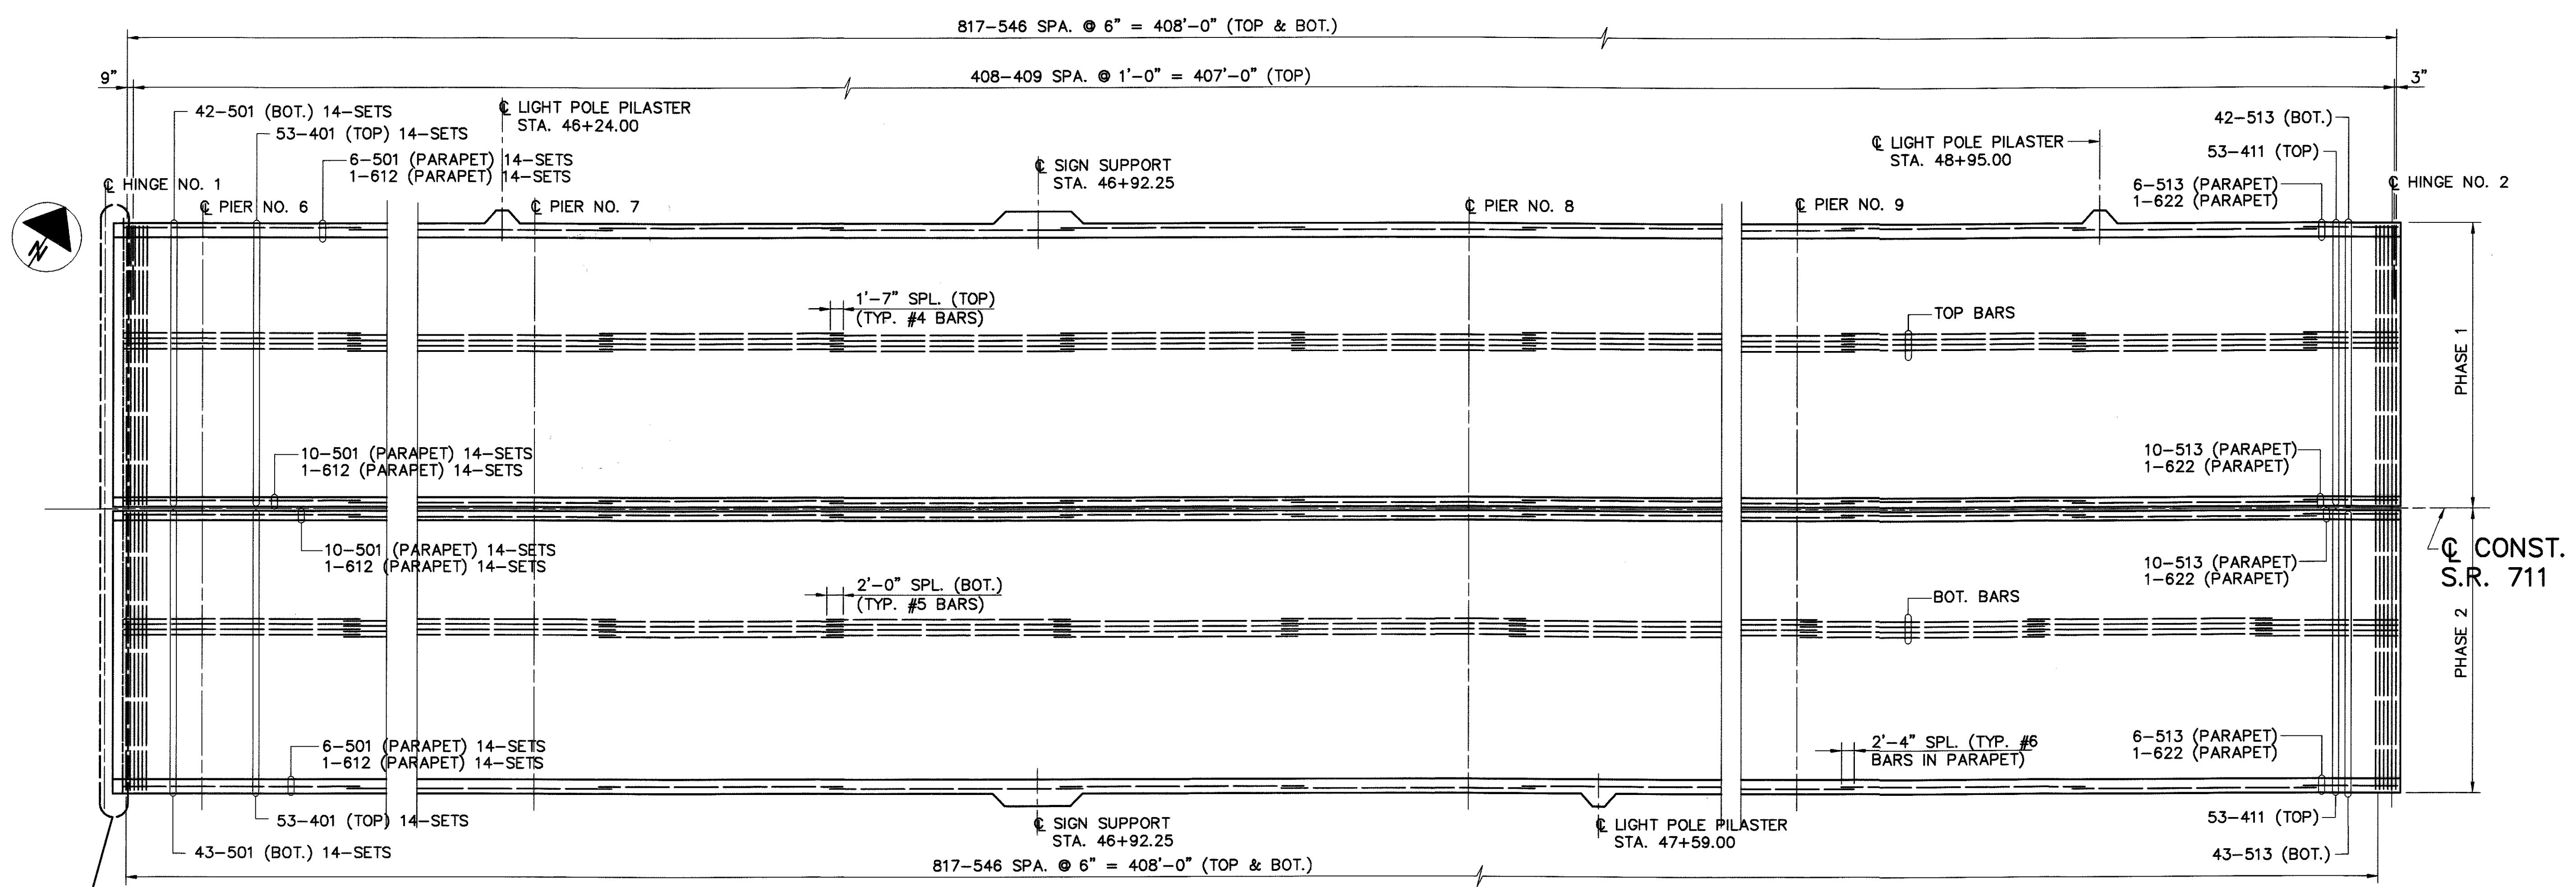 817-546 SPA. @ 6" = 408'-0" (TOP & BOT.)
9"
408-409 SPA. @ 1'-0" = 407'-0" (TOP)
3"
42-501 (BOT.) 14-SETS
53-401 (TOP) 14-SETS
6-501 (PARAPET) 14-SETS
1-612 (PARAPET) 14-SETS
℄ LIGHT POLE PILASTER
STA. 46+24.00
℄ SIGN SUPPORT
STA. 46+92.25
℄ LIGHT POLE PILASTER
STA. 48+95.00
42-513 (BOT.)
53-411 (TOP)
6-513 (PARAPET)
1-622 (PARAPET)
℄ HINGE NO. 1
℄ HINGE NO. 2
℄ PIER NO. 6
℄ PIER NO. 7
℄ PIER NO. 8
℄ PIER NO. 9
N
1'-7" SPL. (TOP)
(TYP. #4 BARS)
TOP BARS
PHASE 1
10-501 (PARAPET) 14-SETS
1-612 (PARAPET) 14-SETS
10-513 (PARAPET)
1-622 (PARAPET)
10-501 (PARAPET) 14-SETS
1-612 (PARAPET) 14-SETS
10-513 (PARAPET)
1-622 (PARAPET)
℄ CONST.
S.R. 711
2'-0" SPL. (BOT.)
(TYP. #5 BARS)
BOT. BARS
PHASE 2
6-501 (PARAPET) 14-SETS
1-612 (PARAPET) 14-SETS
2'-4" SPL. (TYP. #6
BARS IN PARAPET)
6-513 (PARAPET)
1-622 (PARAPET)
53-401 (TOP) 14-SETS
43-501 (BOT.) 14-SETS
℄ SIGN SUPPORT
STA. 46+92.25
℄ LIGHT POLE PILASTER
STA. 47+59.00
53-411 (TOP)
43-513 (BOT.)
817-546 SPA. @ 6" = 408'-0" (TOP & BOT.)